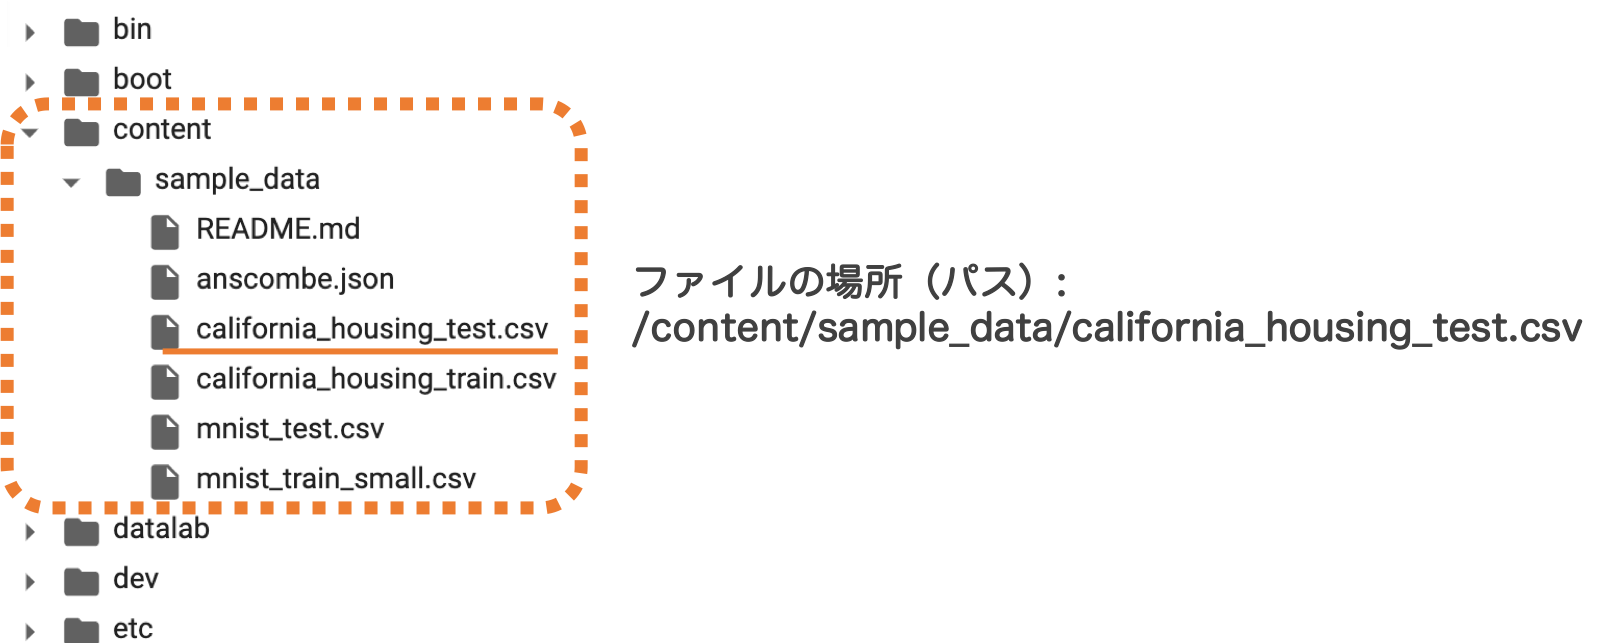 bin
boot
content
sample_data
README.md
anscombe.json
california_housing_test.csv
california_housing_train.csv
mnist_test.csv
mnist_train_small.csv
datalab
dev
etc
ファイルの場所（パス）:
/content/sample_data/california_housing_test.csv